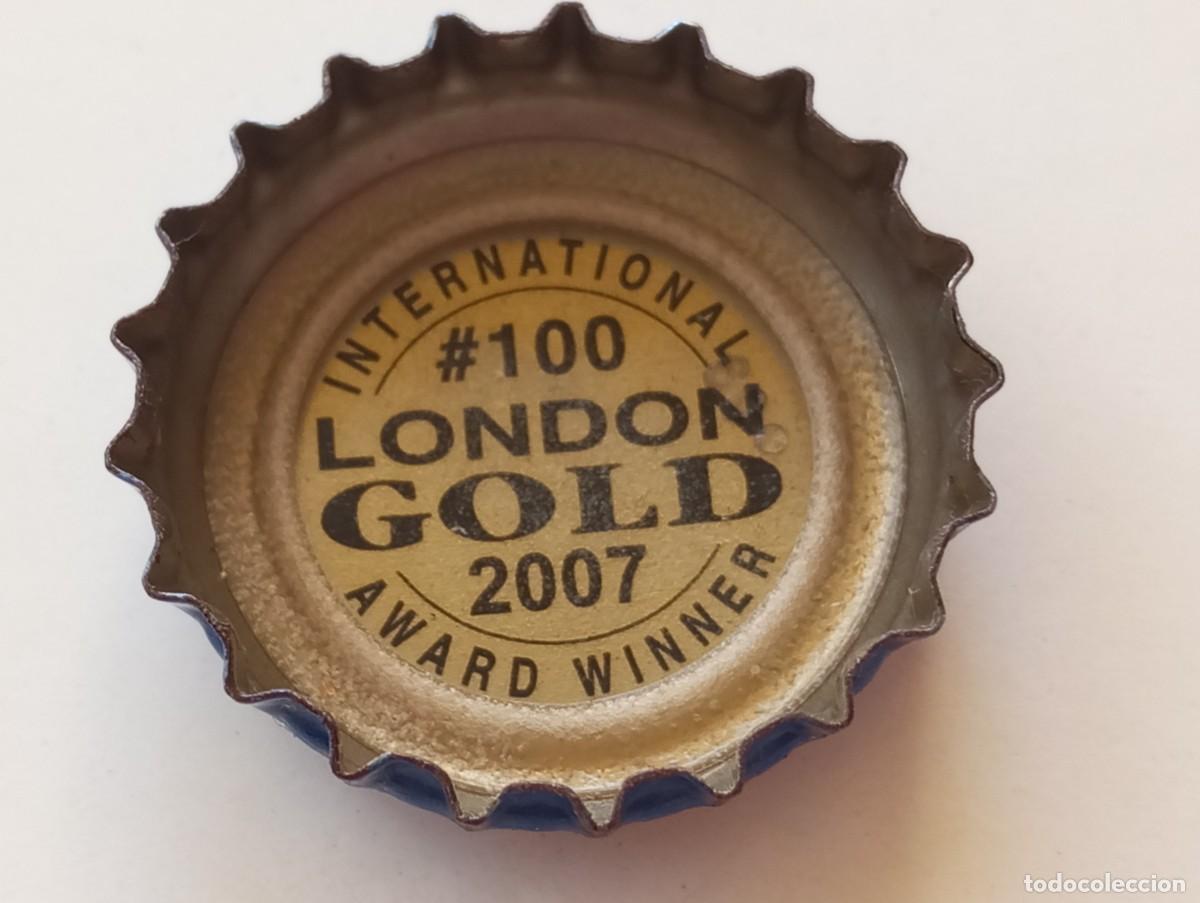 INTERNATIONAL
#100
LONDON
GOLD
2007
AWARD WINNER
todocoleccion